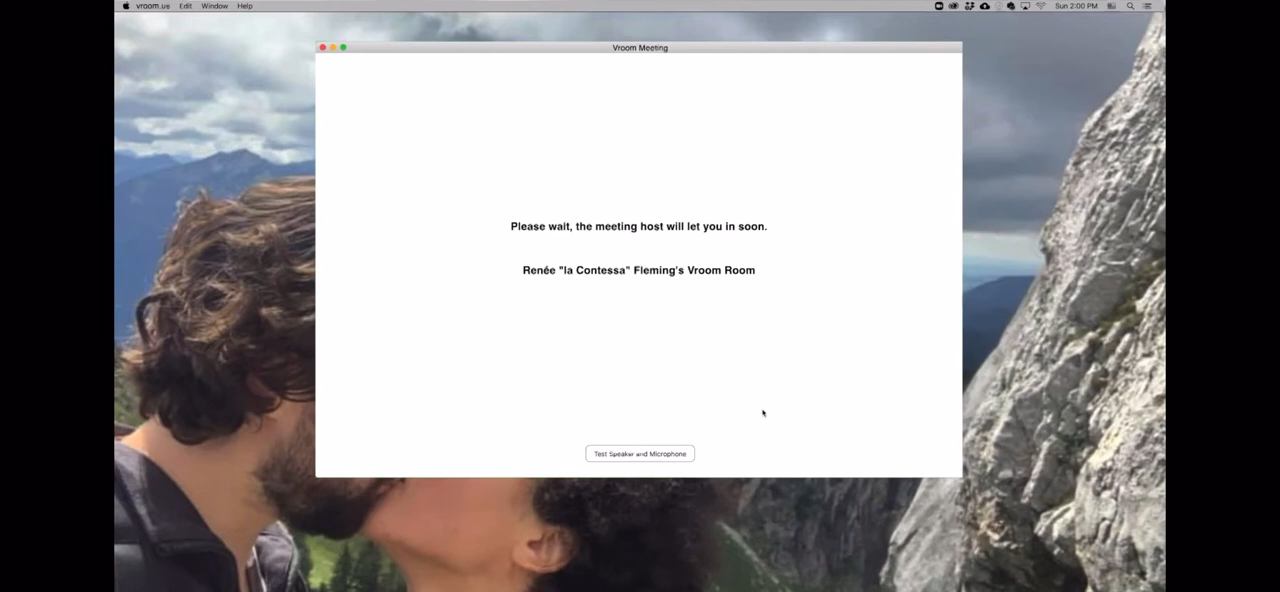 vroom.us Edit Window Help Sun 2:00 PM
Vroom Meeting
Please wait, the meeting host will let you in soon.
Renée "la Contessa" Fleming's Vroom Room
Test Speaker and Microphone